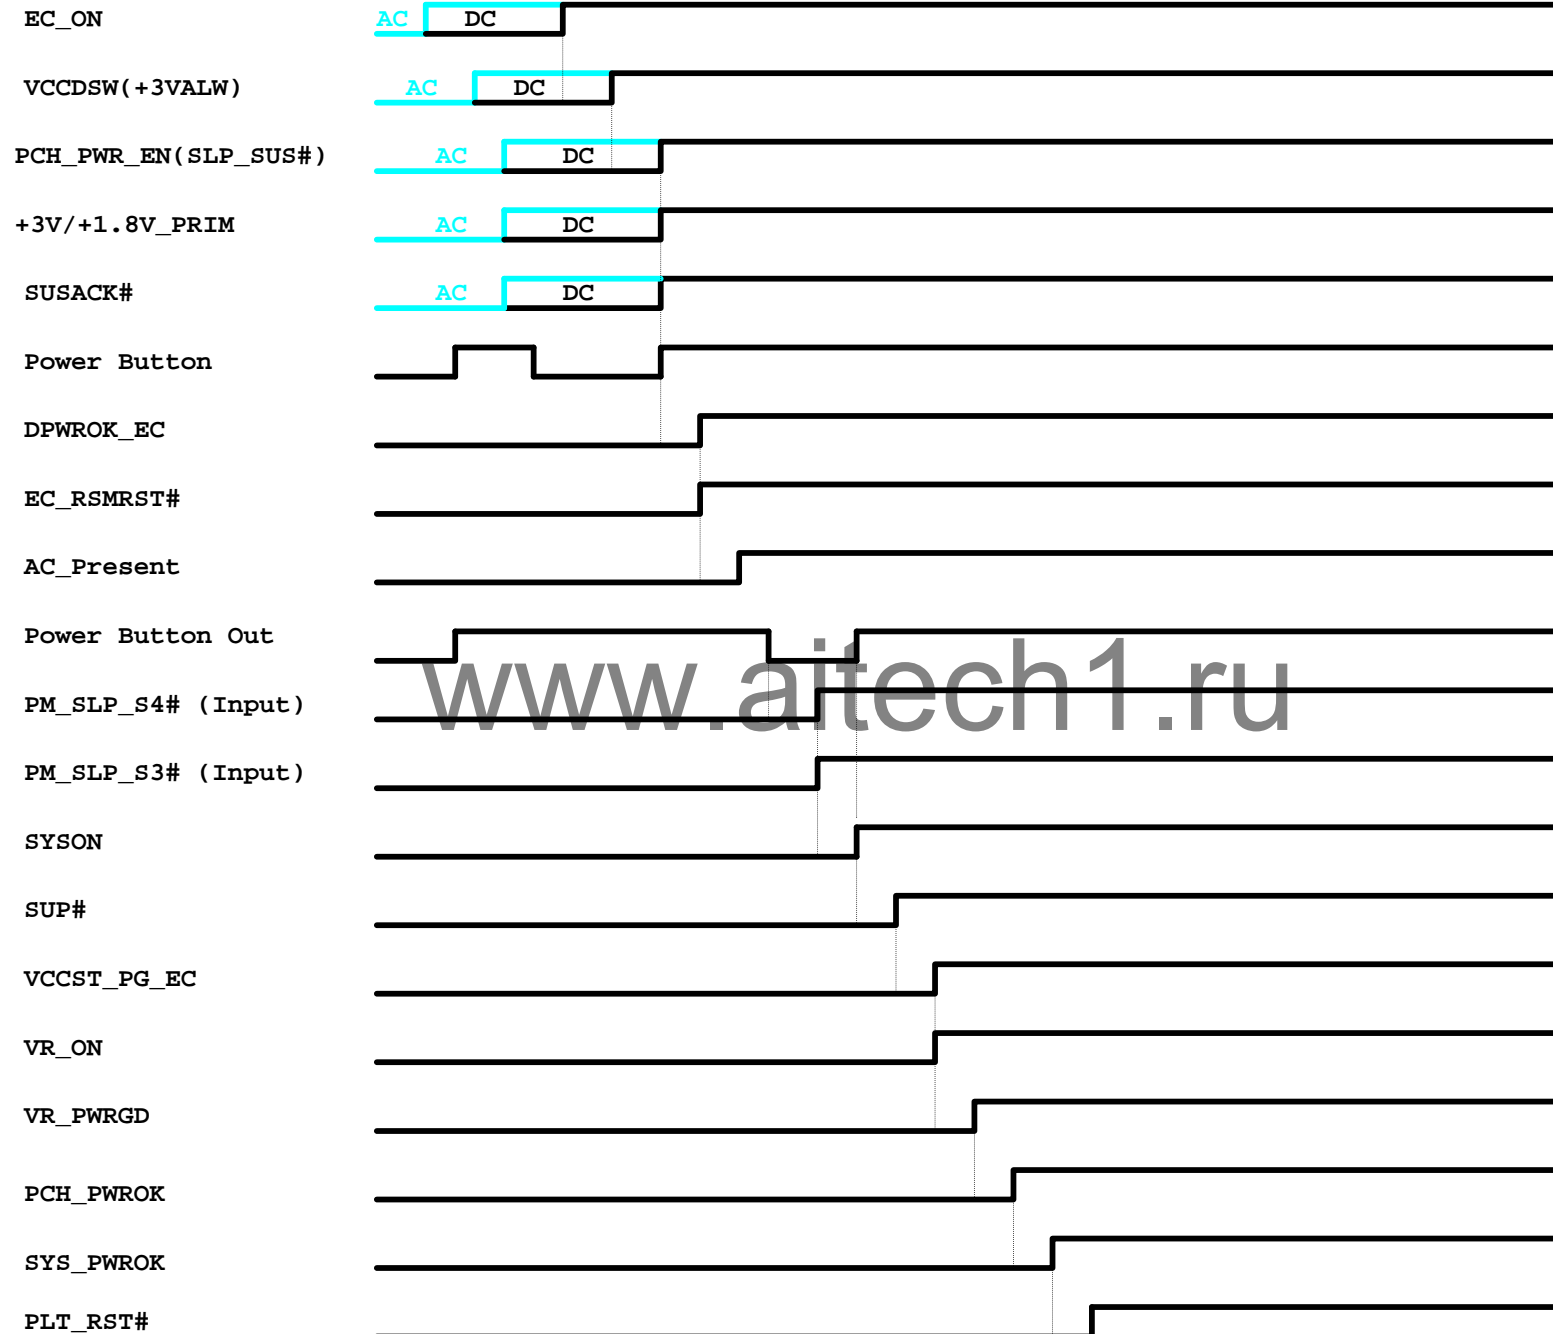 EC_ON AC DC
VCCDSW(+3VALW) AC DC
PCH_PWR_EN(SLP_SUS#) AC DC
+3V/+1.8V_PRIM AC DC
SUSACK# AC DC
Power Button
DPWROK_EC
EC_RSMRST#
AC_Present
Power Button Out
www.aitech1.ru
PM_SLP_S4# (Input)
PM_SLP_S3# (Input)
SYSON
SUP#
VCCST_PG_EC
VR_ON
VR_PWRGD
PCH_PWROK
SYS_PWROK
PLT_RST#